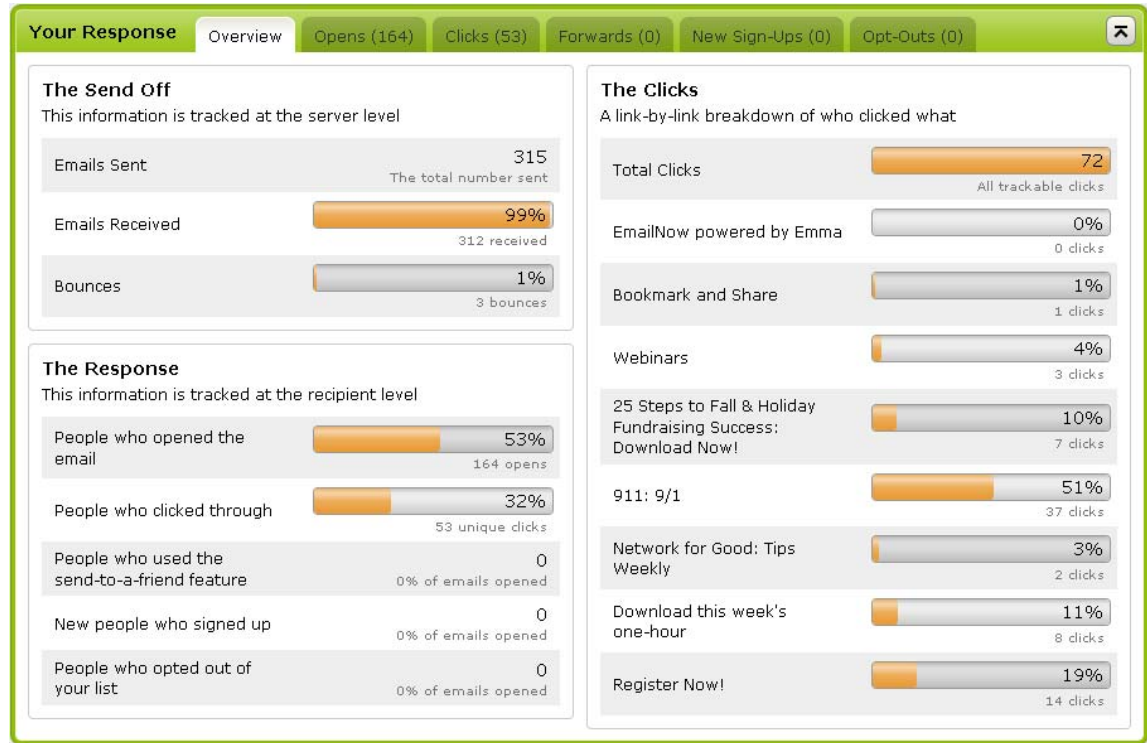 Your Response
Overview
Opens (164)
Clicks (53)
Forwards (0)
New Sign-Ups (0)
Opt-Outs (0)
The Send Off
This information is tracked at the server level
Emails Sent
315
The total number sent
Emails Received
99%
312 received
Bounces
1%
3 bounces
The Response
This information is tracked at the recipient level
People who opened the
email
53%
164 opens
People who clicked through
32%
53 unique clicks
People who used the
send-to-a-friend feature
0
0% of emails opened
New people who signed up
0
0% of emails opened
People who opted out of
your list
0
0% of emails opened
The Clicks
A link-by-link breakdown of who clicked what
Total Clicks
72
All trackable clicks
EmailNow powered by Emma
0%
0 clicks
Bookmark and Share
1%
1 clicks
Webinars
4%
3 clicks
25 Steps to Fall & Holiday
Fundraising Success:
Download Now!
10%
7 clicks
911: 9/1
51%
37 clicks
Network for Good: Tips
Weekly
3%
2 clicks
Download this week's
one-hour
11%
8 clicks
Register Now!
19%
14 clicks